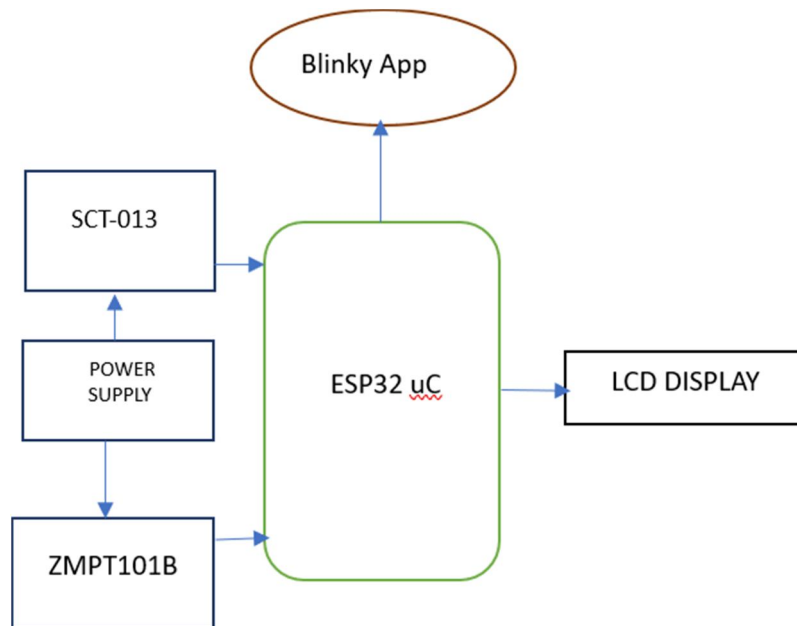 Blinky App
SCT-013
POWER
SUPPLY
ESP32 uC
LCD DISPLAY
ZMPT101B